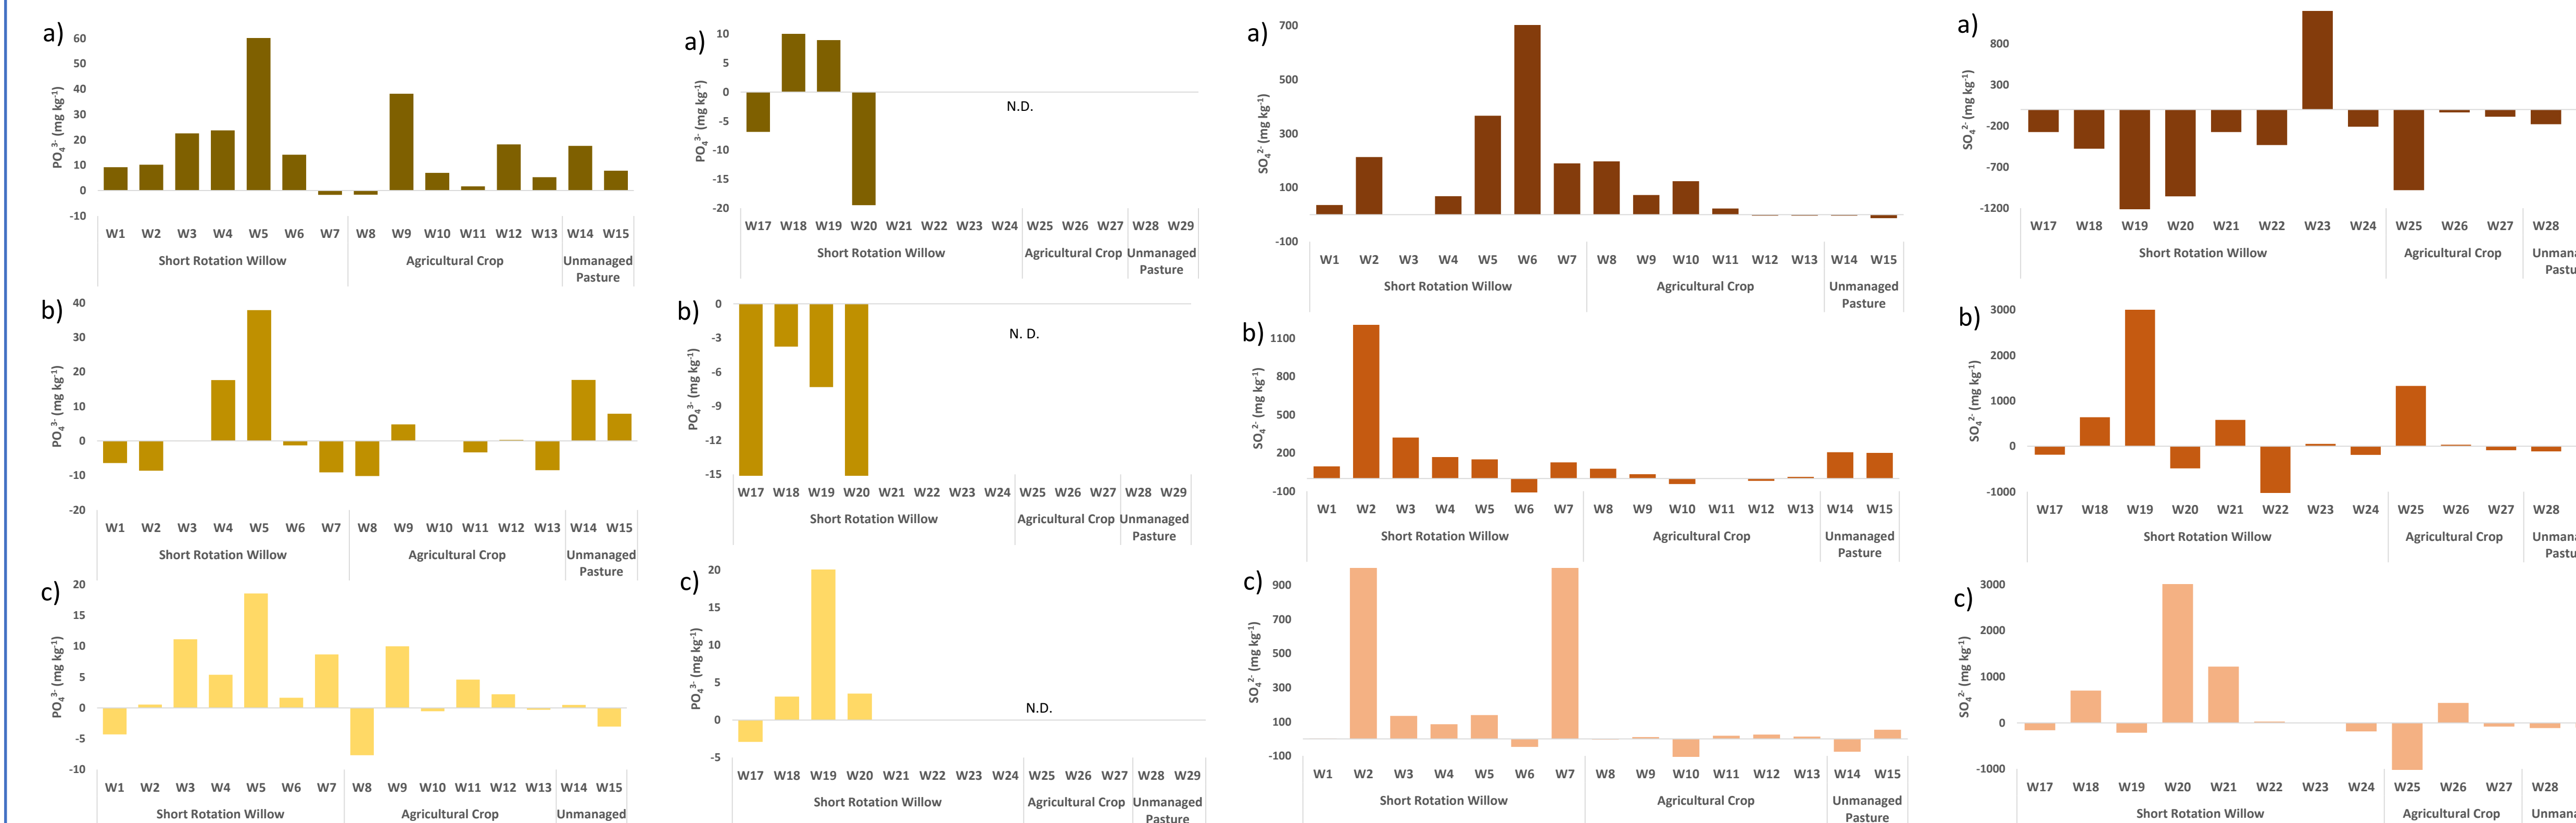 a)
PO₄³⁻ (mg kg⁻¹)
60
50
40
30
20
10
0
-10
W1 W2 W3 W4 W5 W6 W7 W8 W9 W10 W11 W12 W13 W14 W15
Short Rotation Willow Agricultural Crop Unmanaged
Pasture
b)
PO₄³⁻ (mg kg⁻¹)
40
30
20
10
0
-10
-20
W1 W2 W3 W4 W5 W6 W7 W8 W9 W10 W11 W12 W13 W14 W15
Short Rotation Willow Agricultural Crop Unmanaged
Pasture
c)
PO₄³⁻ (mg kg⁻¹)
20
15
10
5
0
-5
-10
W1 W2 W3 W4 W5 W6 W7 W8 W9 W10 W11 W12 W13 W14 W15
Short Rotation Willow Agricultural Crop Unmanaged
a)
PO₄³⁻ (mg kg⁻¹)
10
5
0
-5
-10
-15
-20
N.D.
W17 W18 W19 W20 W21 W22 W23 W24 W25 W26 W27 W28 W29
Short Rotation Willow Agricultural Crop Unmanaged
Pasture
b)
PO₄³⁻ (mg kg⁻¹)
0
-3
-6
-9
-12
-15
N. D.
W17 W18 W19 W20 W21 W22 W23 W24 W25 W26 W27 W28 W29
Short Rotation Willow Agricultural Crop Unmanaged
Pasture
c)
PO₄³⁻ (mg kg⁻¹)
20
15
10
5
0
-5
N.D.
W17 W18 W19 W20 W21 W22 W23 W24 W25 W26 W27 W28 W29
Short Rotation Willow Agricultural Crop Unmanaged
Pasture
a)
SO₄²⁻ (mg kg⁻¹)
700
500
300
100
-100
W1 W2 W3 W4 W5 W6 W7 W8 W9 W10 W11 W12 W13 W14 W15
Short Rotation Willow Agricultural Crop Unmanaged
Pasture
b)
SO₄²⁻ (mg kg⁻¹)
1100
800
500
200
-100
W1 W2 W3 W4 W5 W6 W7 W8 W9 W10 W11 W12 W13 W14 W15
Short Rotation Willow Agricultural Crop Unmanaged
Pasture
c)
SO₄²⁻ (mg kg⁻¹)
900
700
500
300
100
-100
W1 W2 W3 W4 W5 W6 W7 W8 W9 W10 W11 W12 W13 W14 W15
Short Rotation Willow Agricultural Crop Unmanaged
Pasture
a)
SO₄²⁻ (mg kg⁻¹)
800
300
-200
-700
-1200
W17 W18 W19 W20 W21 W22 W23 W24 W25 W26 W27 W28
Short Rotation Willow Agricultural Crop Unmana
Pastu
b)
SO₄²⁻ (mg kg⁻¹)
3000
2000
1000
0
-1000
W17 W18 W19 W20 W21 W22 W23 W24 W25 W26 W27 W28
Short Rotation Willow Agricultural Crop Unmana
Pastu
c)
SO₄²⁻ (mg kg⁻¹)
3000
2000
1000
0
-1000
W17 W18 W19 W20 W21 W22 W23 W24 W25 W26 W27 W28
Short Rotation Willow Agricultural Crop Unmana